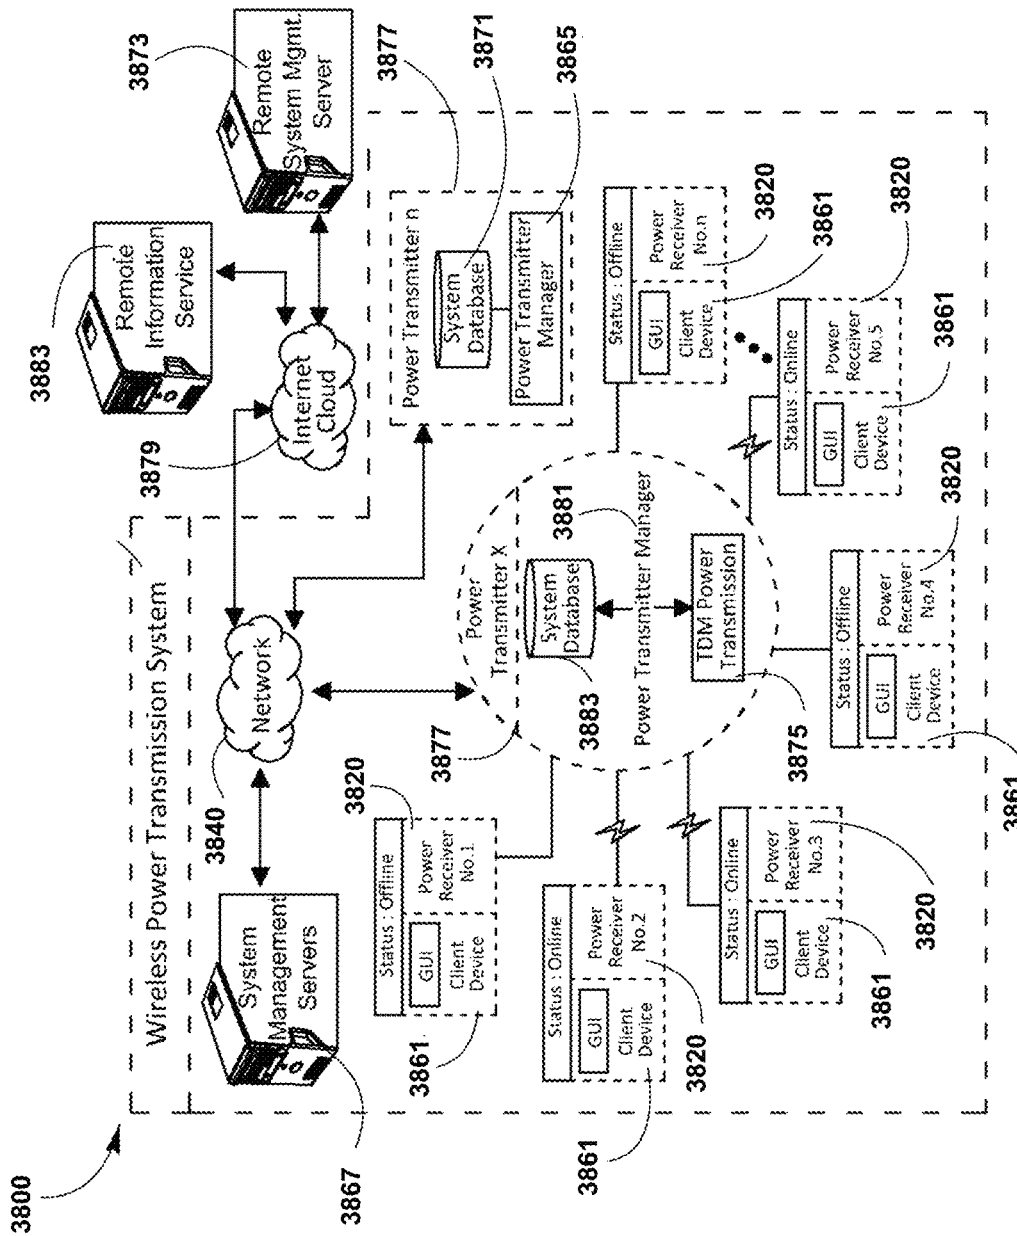 3800
Wireless Power Transmission System
3867
System
Management
Servers
3840
Network
3879
Internet
Cloud
3883
Remote
Information
Service
3873
Remote
System Mgmt.
Server
3877
Power Transmitter n
3871
System
Database
3865
Power Transmitter
Manager
3877
Power
Transmitter X
3883
System
Database
3881
Power Transmitter Manager
3875
TDM Power
Transmission
Status : Offline
GUI
Client
Device
3861
Power
Receiver
No.1
3820
Status : Online
GUI
Client
Device
3861
Power
Receiver
No.2
3820
Status : Online
GUI
Client
Device
3861
Power
Receiver
No.3
3820
Status : Offline
GUI
Client
Device
3861
Power
Receiver
No.4
3820
Status : Online
GUI
Client
Device
3861
Power
Receiver
No.5
3820
Status : Offline
GUI
Client
Device
3861
Power
Receiver
No.n
3820